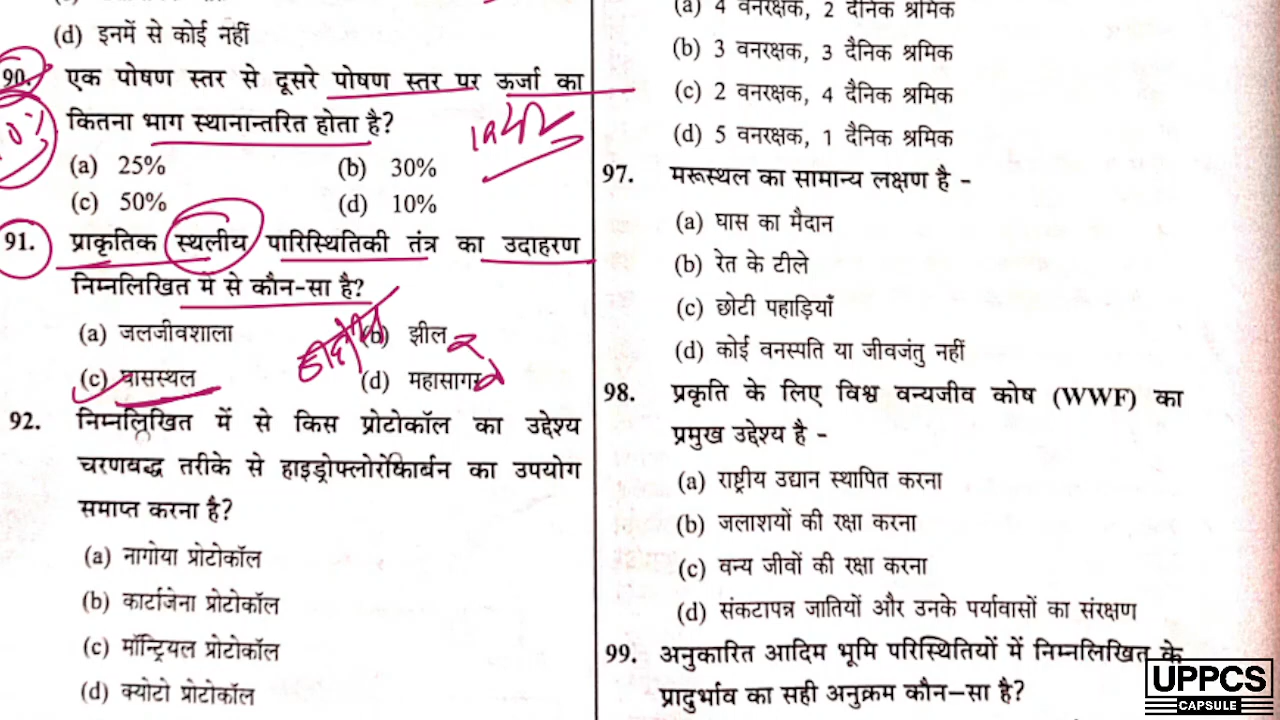 (d) इनमें से कोई नहीं
90. एक पोषण स्तर से दूसरे पोषण स्तर पर ऊर्जा का
कितना भाग स्थानान्तरित होता है?
(a) 25% (b) 30%
(c) 50% (d) 10%
91. प्राकृतिक स्थलीय पारिस्थितिकी तंत्र का उदाहरण
निम्नलिखित में से कौन-सा है?
(a) जलजीवशाला (b) झील
(c) घासस्थल (d) महासागर
92. निम्नलिखित में से किस प्रोटोकॉल का उद्देश्य
चरणबद्ध तरीके से हाइड्रोफ्लोरोकार्बन का उपयोग
समाप्त करना है?
(a) नागोया प्रोटोकॉल
(b) कार्टाजेना प्रोटोकॉल
(c) मॉन्ट्रियल प्रोटोकॉल
(d) क्योटो प्रोटोकॉल
(a) 4 वनरक्षक, 2 दैनिक श्रमिक
(b) 3 वनरक्षक, 3 दैनिक श्रमिक
(c) 2 वनरक्षक, 4 दैनिक श्रमिक
(d) 5 वनरक्षक, 1 दैनिक श्रमिक
97. मरूस्थल का सामान्य लक्षण है -
(a) घास का मैदान
(b) रेत के टीले
(c) छोटी पहाड़ियाँ
(d) कोई वनस्पति या जीवजंतु नहीं
98. प्रकृति के लिए विश्व वन्यजीव कोष (WWF) का
प्रमुख उद्देश्य है -
(a) राष्ट्रीय उद्यान स्थापित करना
(b) जलाशयों की रक्षा करना
(c) वन्य जीवों की रक्षा करना
(d) संकटापन्न जातियों और उनके पर्यावासों का संरक्षण
99. अनुकारित आदिम भूमि परिस्थितियों में निम्नलिखित के
प्रादुर्भाव का सही अनुक्रम कौन-सा है?
UPPCS
CAPSULE